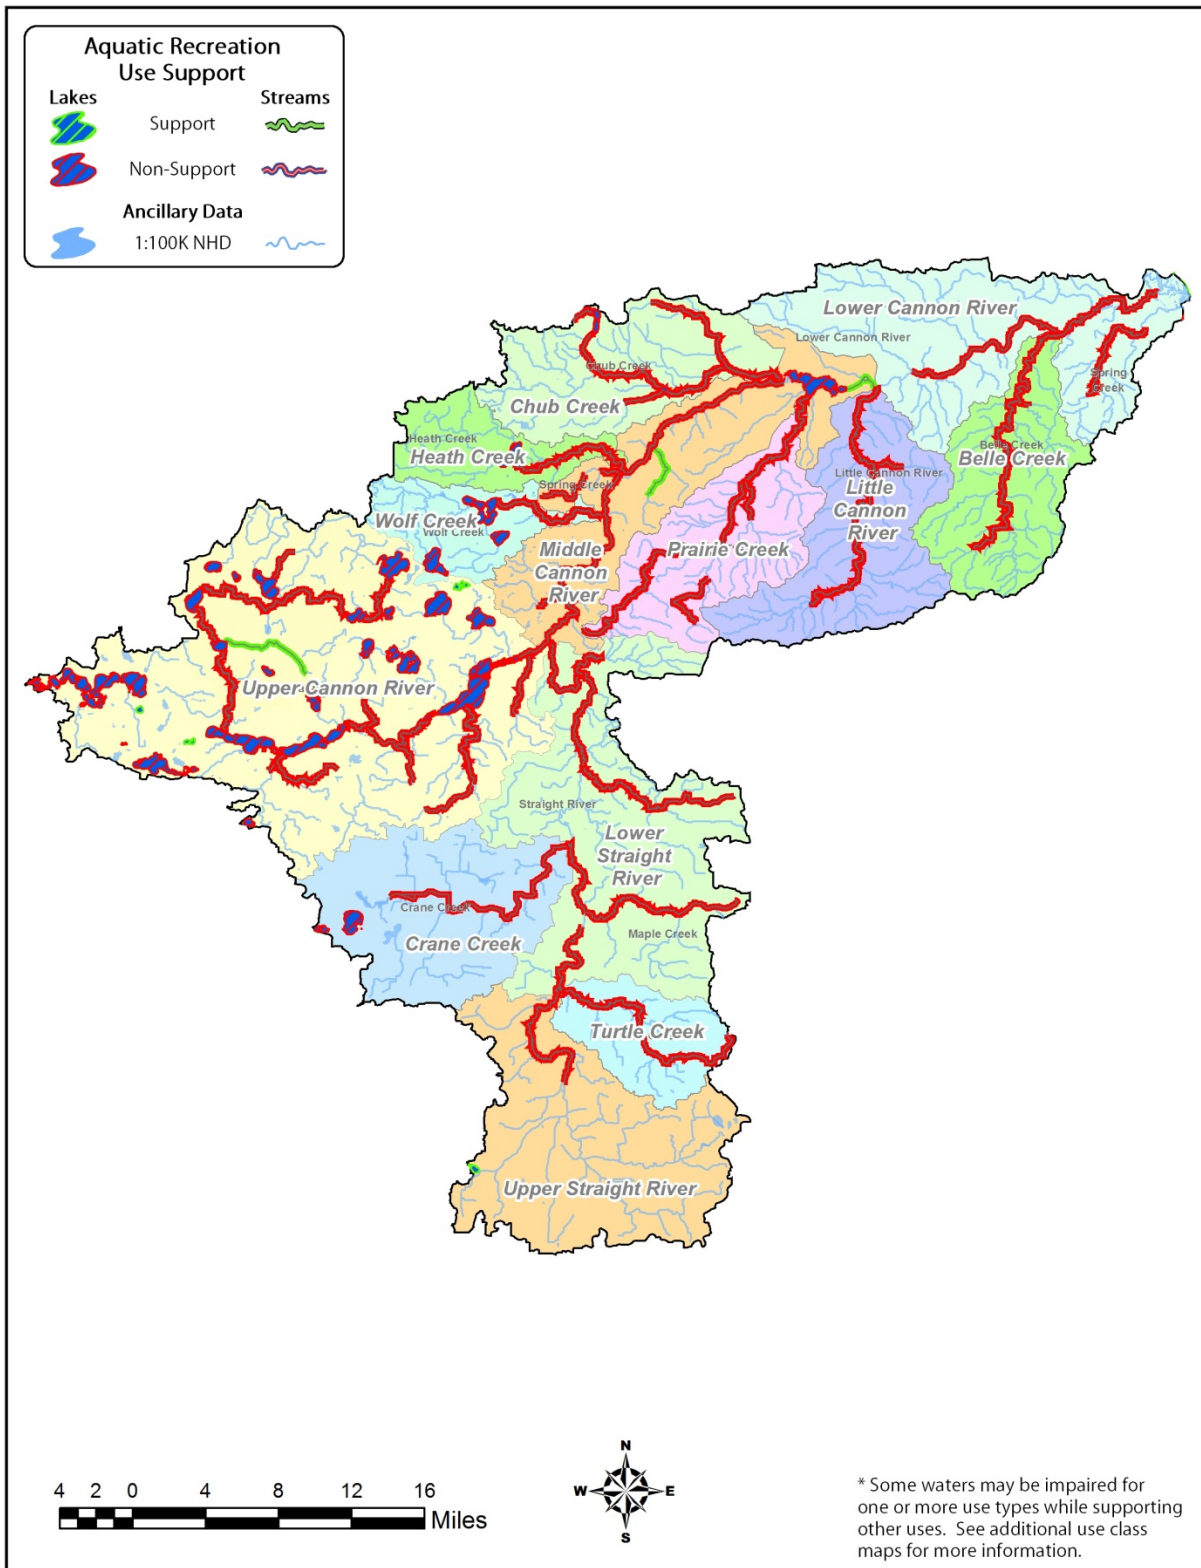 Aquatic Recreation
Use Support
Lakes
Streams
Support
Non-Support
Ancillary Data
1:100K NHD
Lower Cannon River
Lower Cannon River
Chub Creek
Chub Creek
Spring
Creek
Heath Creek
Heath Creek
Belle Creek
Belle Creek
Little Cannon River
Little
Cannon
River
Spring Creek
Wolf Creek
Wolf Creek
Middle
Cannon
River
Prairie Creek
Upper Cannon River
Straight River
Lower
Straight
River
Crane Creek
Crane Creek
Maple Creek
Turtle Creek
Upper Straight River
4 2 0 4 8 12 16
Miles
N
W
E
S
* Some waters may be impaired for
one or more use types while supporting
other uses. See additional use class
maps for more information.